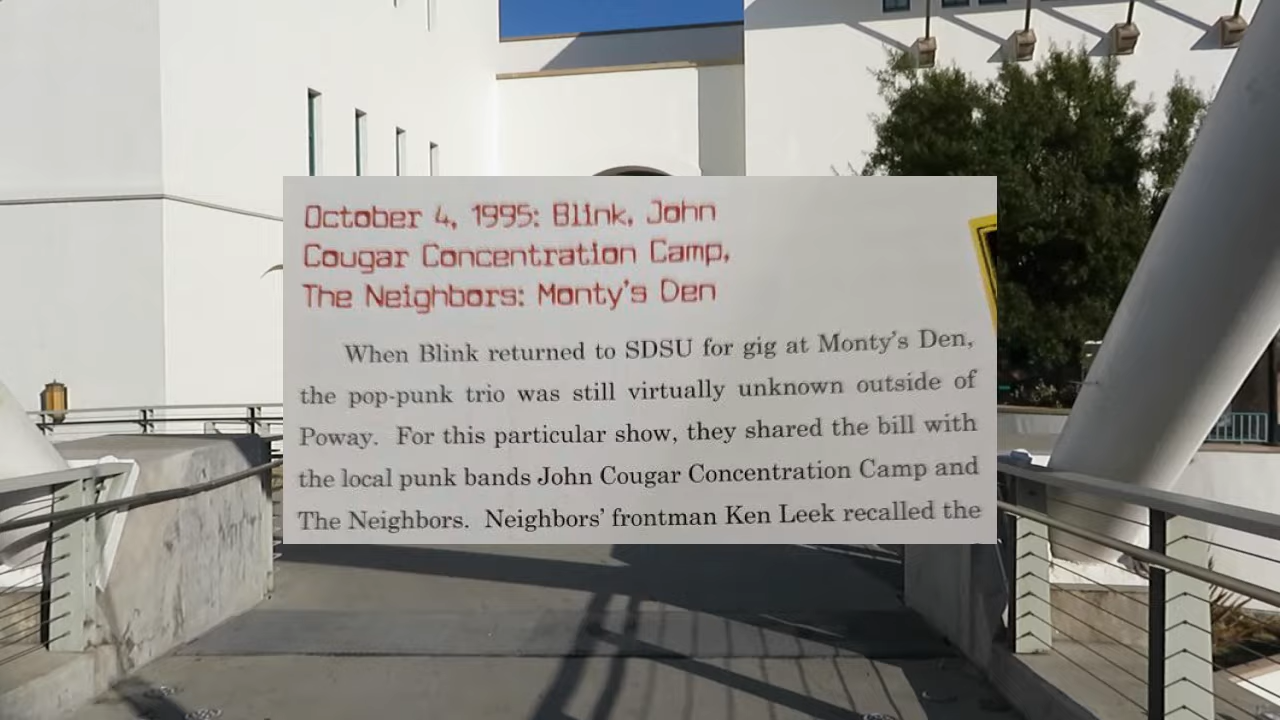 October 4, 1995: Blink, John
Cougar Concentration Camp,
The Neighbors: Monty's Den
When Blink returned to SDSU for gig at Monty's Den,
the pop-punk trio was still virtually unknown outside of
Poway. For this particular show, they shared the bill with
the local punk bands John Cougar Concentration Camp and
The Neighbors. Neighbors' frontman Ken Leek recalled the